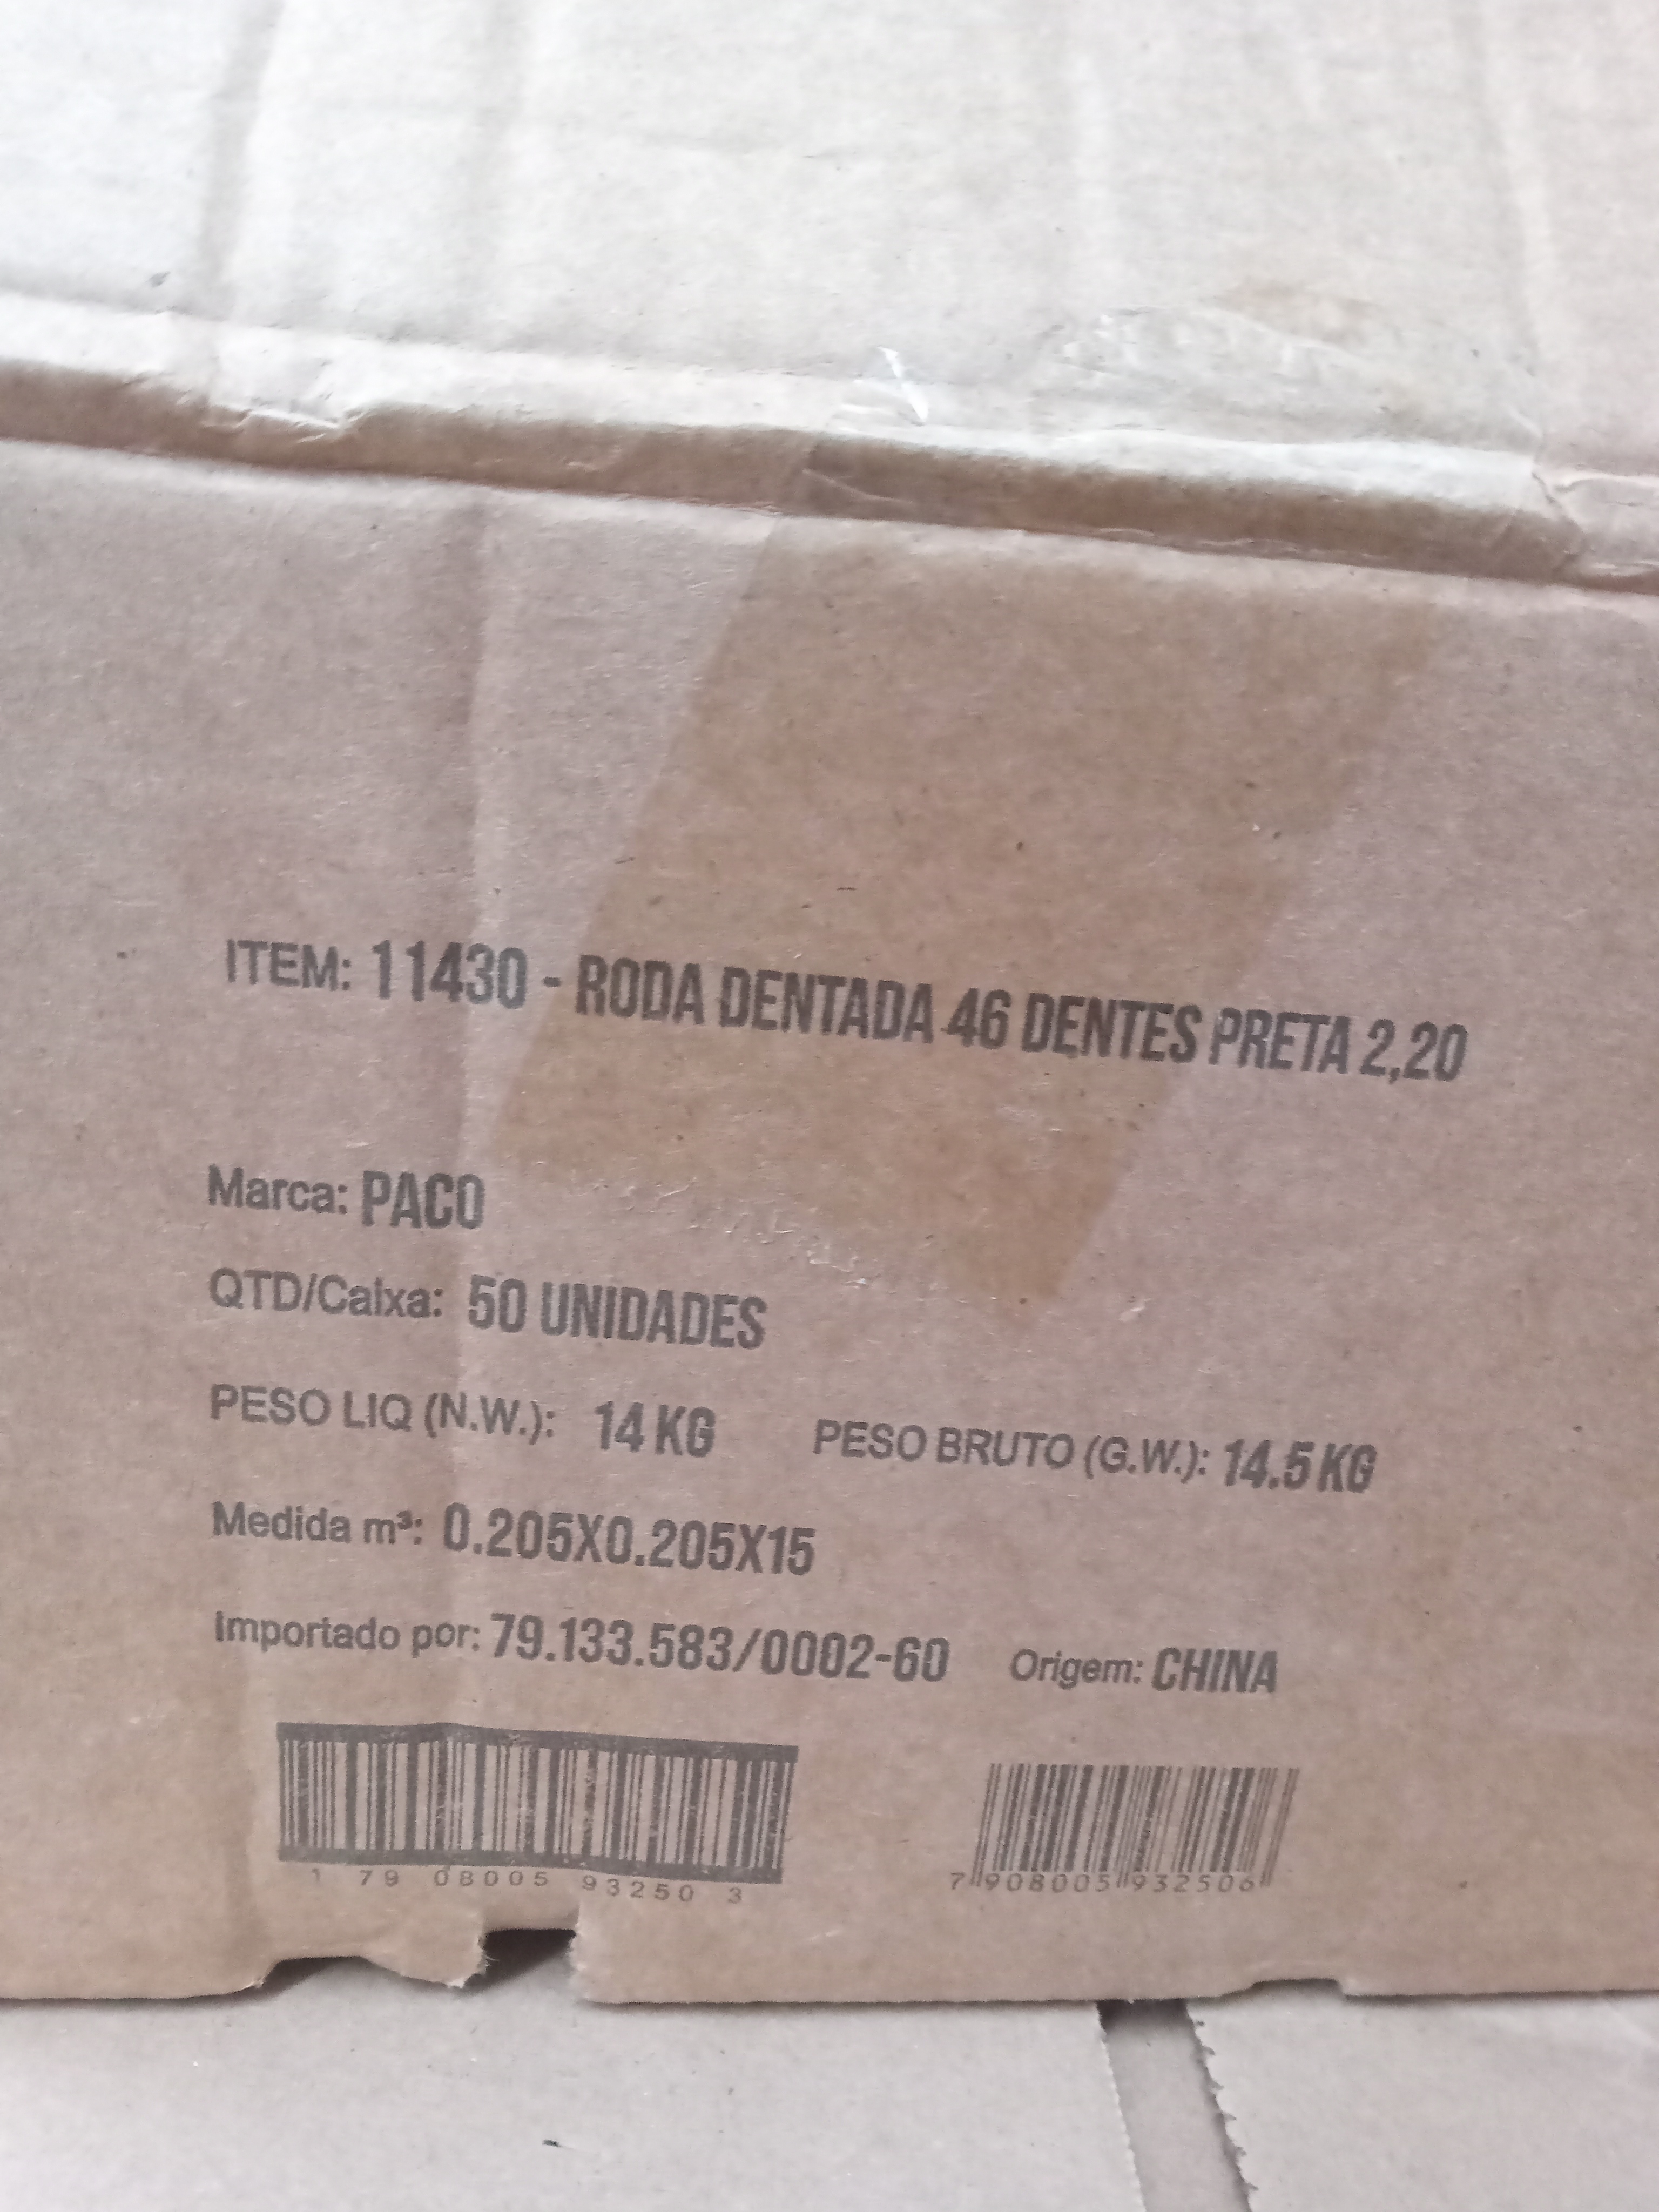 ITEM: 11430 - RODA DENTADA 46 DENTES PRETA 2,20
Marca: PACO
QTD/Caixa: 50 UNIDADES
PESO LIQ (N.W.): 14 KG PESO BRUTO (G.W.): 14.5 KG
Medida m³: 0.205X0.205X15
Importado por: 79.133.583/0002-60 Origem: CHINA
1 79 08005 93250 3 7 908005 932506